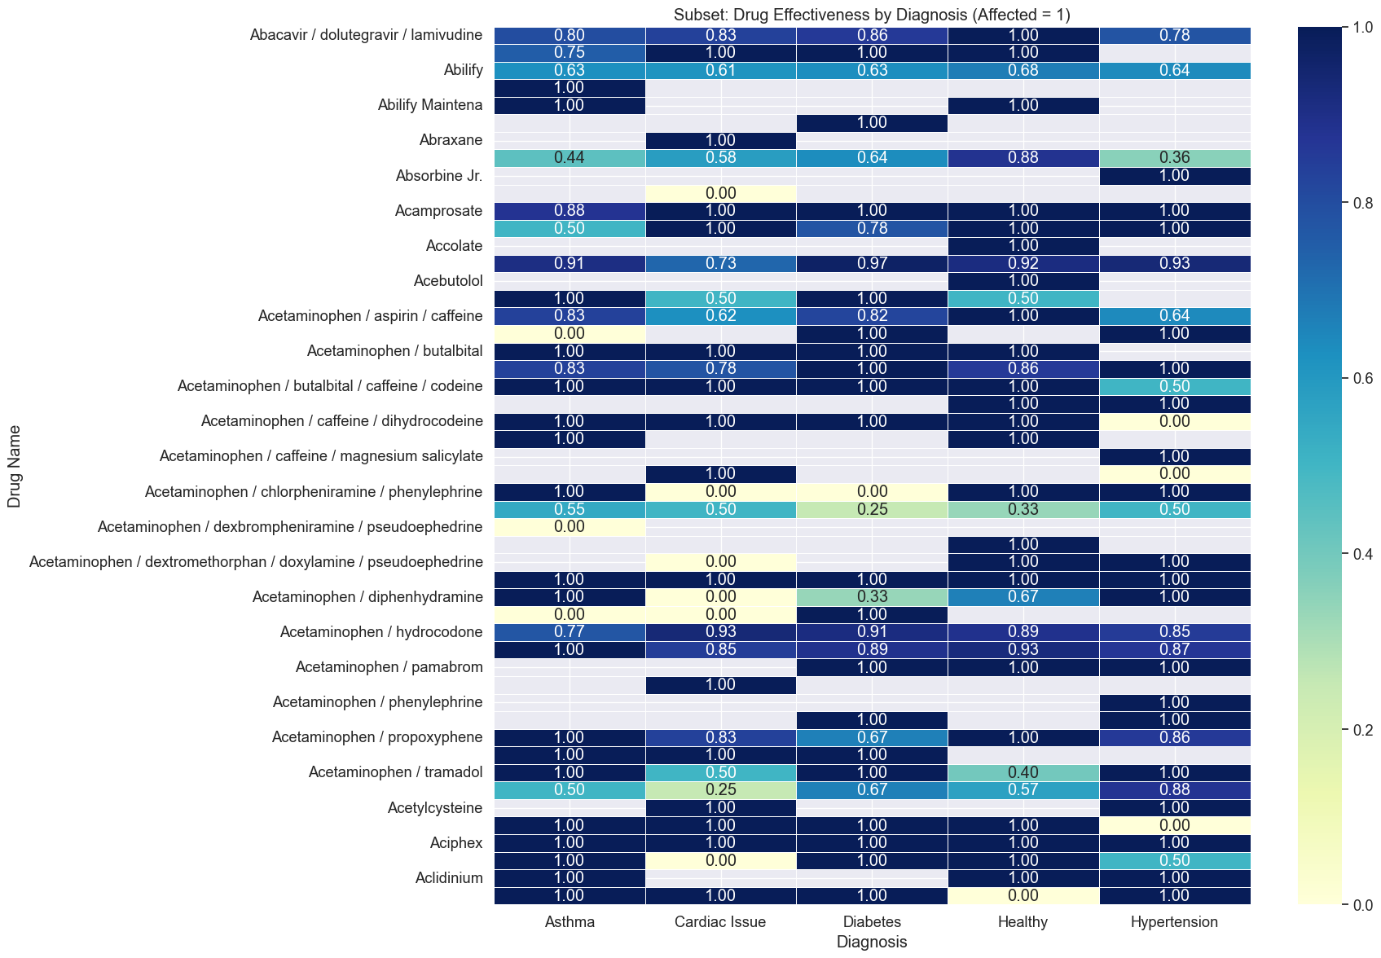 Subset: Drug Effectiveness by Diagnosis (Affected = 1)
Abacavir / dolutegravir / lamivudine 0.80 0.83 0.86 1.00 0.78
0.75 1.00 1.00 1.00
Abilify 0.63 0.61 0.63 0.68 0.64
1.00
Abilify Maintena 1.00 1.00
1.00
Abraxane 1.00
0.44 0.58 0.64 0.88 0.36
Absorbine Jr. 1.00
0.00
Acamprosate 0.88 1.00 1.00 1.00 1.00
0.50 1.00 0.78 1.00 1.00
Accolate 1.00
0.91 0.73 0.97 0.92 0.93
Acebutolol 1.00
1.00 0.50 1.00 0.50
Acetaminophen / aspirin / caffeine 0.83 0.62 0.82 1.00 0.64
0.00 1.00 1.00
Acetaminophen / butalbital 1.00 1.00 1.00 1.00
0.83 0.78 1.00 0.86 1.00
Acetaminophen / butalbital / caffeine / codeine 1.00 1.00 1.00 1.00 0.50
1.00 1.00
Acetaminophen / caffeine / dihydrocodeine 1.00 1.00 1.00 1.00 0.00
1.00 1.00
Acetaminophen / caffeine / magnesium salicylate 1.00
1.00 0.00
Acetaminophen / chlorpheniramine / phenylephrine 1.00 0.00 0.00 1.00 1.00
0.55 0.50 0.25 0.33 0.50
Acetaminophen / dexbrompheniramine / pseudoephedrine 0.00
1.00
Acetaminophen / dextromethorphan / doxylamine / pseudoephedrine 0.00 1.00 1.00
1.00 1.00 1.00 1.00 1.00
Acetaminophen / diphenhydramine 1.00 0.00 0.33 0.67 1.00
0.00 0.00 1.00
Acetaminophen / hydrocodone 0.77 0.93 0.91 0.89 0.85
1.00 0.85 0.89 0.93 0.87
Acetaminophen / pamabrom 1.00 1.00 1.00
1.00
Acetaminophen / phenylephrine 1.00
1.00 1.00
Acetaminophen / propoxyphene 1.00 0.83 0.67 1.00 0.86
1.00 1.00 1.00
Acetaminophen / tramadol 1.00 0.50 1.00 0.40 1.00
0.50 0.25 0.67 0.57 0.88
Acetylcysteine 1.00 1.00
1.00 1.00 1.00 1.00 0.00
Aciphex 1.00 1.00 1.00 1.00 1.00
1.00 0.00 1.00 1.00 0.50
Aclidinium 1.00 1.00 1.00
1.00 1.00 1.00 0.00 1.00
Asthma Cardiac Issue Diabetes Healthy Hypertension
Diagnosis
Drug Name
1.0
0.8
0.6
0.4
0.2
0.0